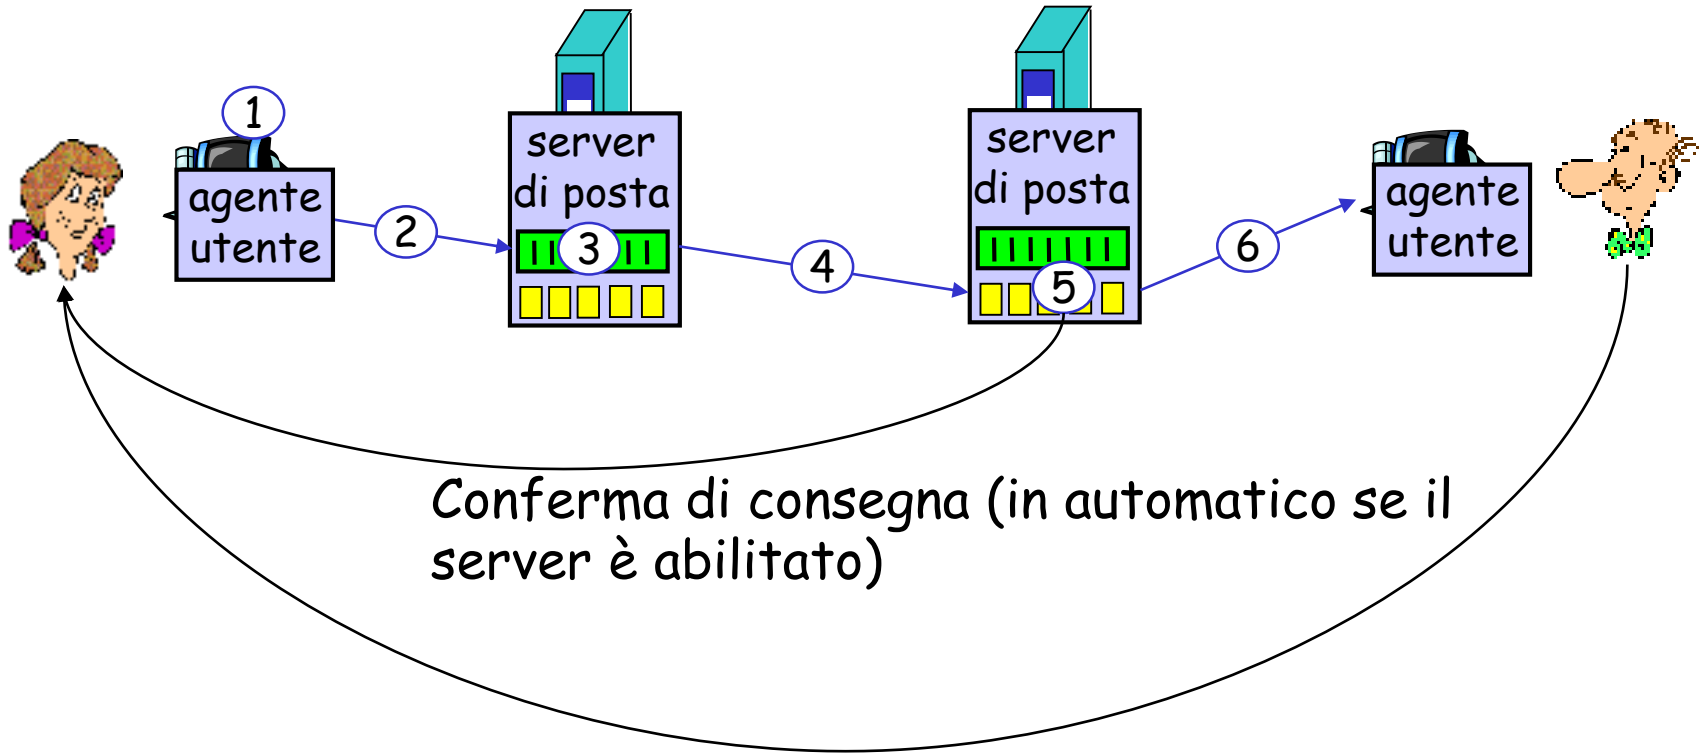 1
agente
utente
2
server
di posta
3
4
server
di posta
5
6
agente
utente
Conferma di consegna (in automatico se il
server è abilitato)